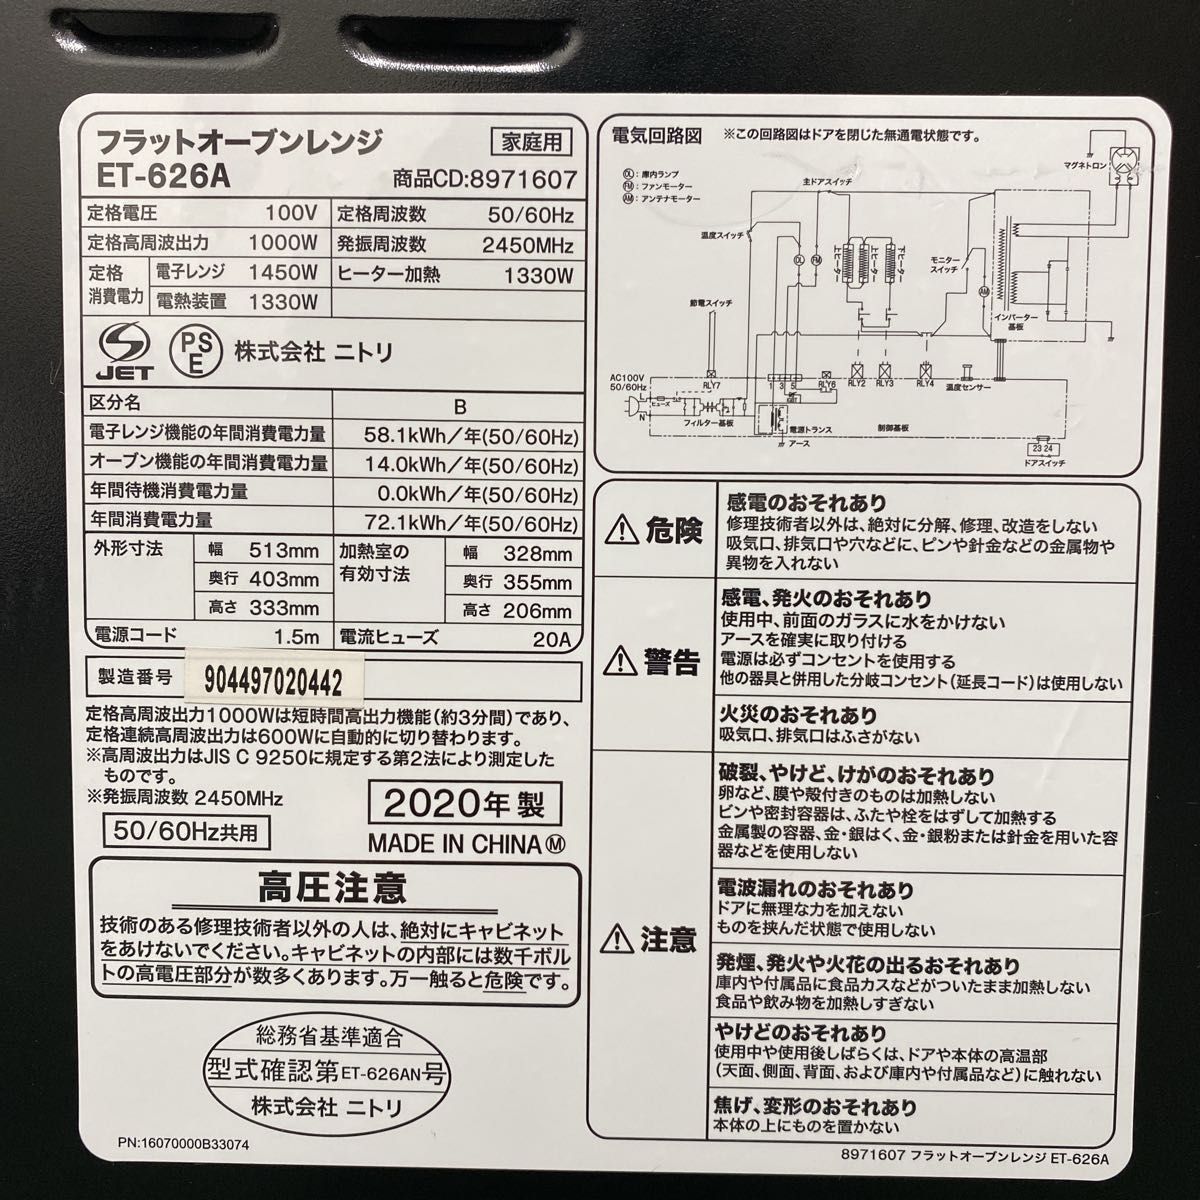 フラットオーブンレンジ
家庭用
ET-626A
商品CD:8971607
定格電圧 100V 定格周波数 50/60Hz
定格高周波出力 1000W 発振周波数 2450MHz
定格消費電力 電子レンジ 1450W ヒーター加熱 1330W
電熱装置 1330W
JET
PSE
株式会社 ニトリ
区分名 B
電子レンジ機能の年間消費電力量 58.1kWh/年(50/60Hz)
オーブン機能の年間消費電力量 14.0kWh/年(50/60Hz)
年間待機消費電力量 0.0kWh/年(50/60Hz)
年間消費電力量 72.1kWh/年(50/60Hz)
外形寸法 幅 513mm 加熱室の有効寸法 幅 328mm
奥行 403mm 奥行 355mm
高さ 333mm 高さ 206mm
電源コード 1.5m 電流ヒューズ 20A
製造番号 904497020442
定格高周波出力1000Wは短時間高出力機能(約3分間)であり、
定格連続高周波出力は600Wに自動的に切り替わります。
※高周波出力はJIS C 9250に規定する第2法により測定した
ものです。
※発振周波数 2450MHz
50/60Hz共用
2020年 製
MADE IN CHINA Ⓜ
高圧注意
技術のある修理技術者以外の人は、絶対にキャビネット
をあけないでください。キャビネットの内部には数千ボル
トの高電圧部分が数多くあります。万一触ると危険です。
総務省基準適合
型式確認第ET-626AN号
株式会社 ニトリ
PN:16070000B33074
電気回路図 ※この回路図はドアを閉じた無通電状態です。
OL : 庫内ランプ
FM : ファンモーター
AM : アンテナモーター
主ドアスイッチ
マグネトロン
温度スイッチ
OL
FM
上ヒーター
下ヒーター
モニタースイッチ
AM
節電スイッチ
インバーター基板
AC100V
50/60Hz
RLY7
1 3 5
RLY6
RLY2
RLY3
RLY4
温度センサー
L
N
ヒューズ
フィルター基板
電源トランス
アース
制御基板
23 24
ドアスイッチ
危険
感電のおそれあり
修理技術者以外は、絶対に分解、修理、改造をしない
吸気口、排気口や穴などに、ピンや針金などの金属物や
異物を入れない
警告
感電、発火のおそれあり
使用中、前面のガラスに水をかけない
アースを確実に取り付ける
電源は必ずコンセントを使用する
他の器具と併用した分岐コンセント(延長コード)は使用しない
火災のおそれあり
吸気口、排気口はふさがない
注意
破裂、やけど、けがのおそれあり
卵など、膜や殻付きのものは加熱しない
ビンや密封容器は、ふたや栓をはずして加熱する
金属製の容器、金・銀はく、金・銀粉または針金を用いた容
器などを使用しない
電波漏れのおそれあり
ドアに無理な力を加えない
ものを挟んだ状態で使用しない
発煙、発火や火花の出るおそれあり
庫内や付属品に食品カスなどがついたまま加熱しない
食品や飲み物を加熱しすぎない
やけどのおそれあり
使用中や使用後しばらくは、ドアや本体の高温部
(天面、側面、背面、および庫内や付属品など)に触れない
焦げ、変形のおそれあり
本体の上にものを置かない
8971607 フラットオーブンレンジ ET-626A